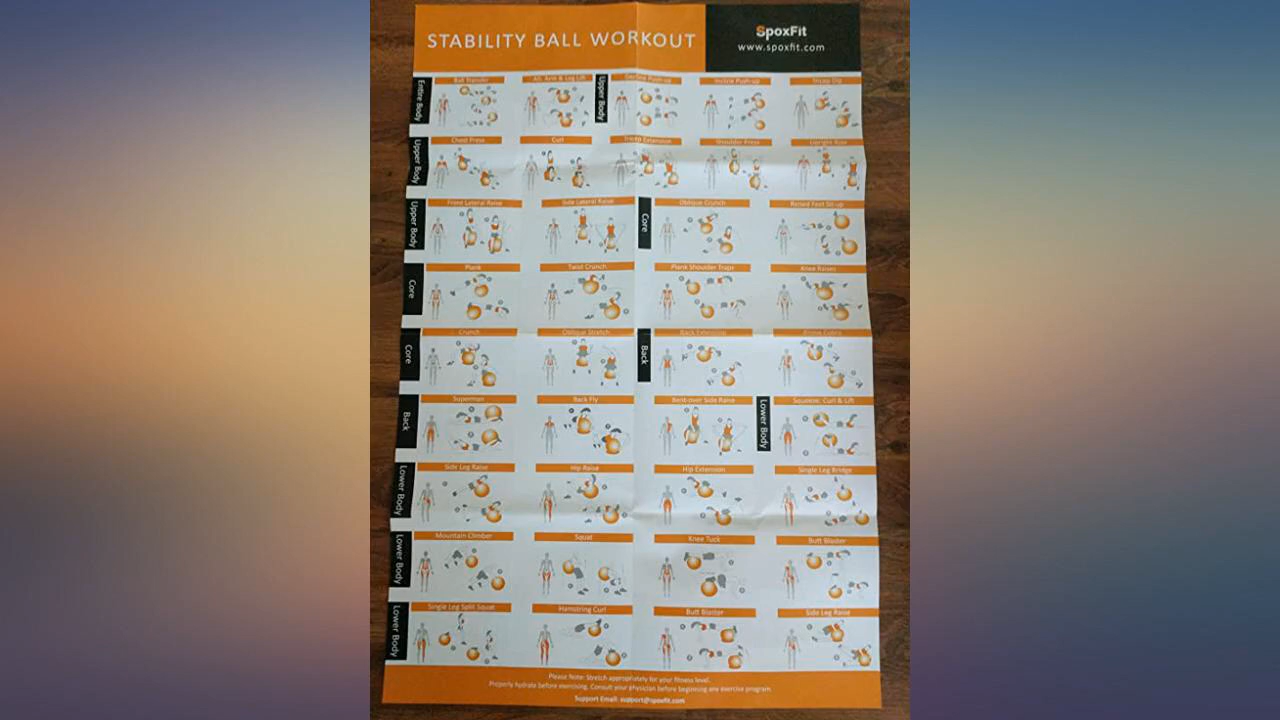 STABILITY BALL WORKOUT
SpoxFit
www.spoxfit.com
Entire Body
Ball Transfer
Alt. Arm & Leg Lift
Upper Body
Decline Push-up
Incline Push-up
Tricep Dip
Upper Body
Chest Press
Curl
Tricep Extension
Shoulder Press
Upright Row
Upper Body
Front Lateral Raise
Side Lateral Raise
Core
Oblique Crunch
Raised Feet Sit-up
Core
Plank
Twist Crunch
Plank Shoulder Traps
Knee Raises
Core
Crunch
Oblique Stretch
Back
Back Extension
Prone Cobra
Back
Superman
Back Fly
Bent-over Side Raise
Lower Body
Squeeze, Curl & Lift
Lower Body
Side Leg Raise
Hip Raise
Hip Extension
Single Leg Bridge
Lower Body
Mountain Climber
Squat
Knee Tuck
Butt Blaster
Lower Body
Single Leg Split Squat
Hamstring Curl
Butt Blaster
Side Leg Raise
Please Note: Stretch appropriately for your fitness level.
Properly hydrate before exercising. Consult your physician before beginning any exercise program.
Support Email: support@spoxfit.com